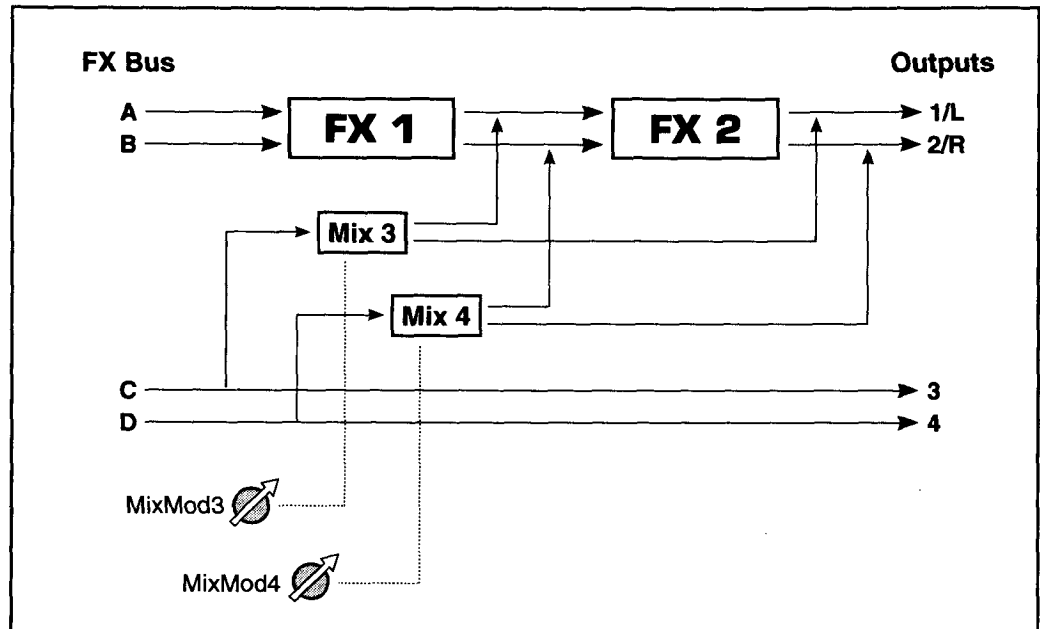 FX Bus
Outputs
A
FX 1
FX 2
1/L
B
2/R
Mix 3
Mix 4
C
3
D
4
MixMod3
MixMod4